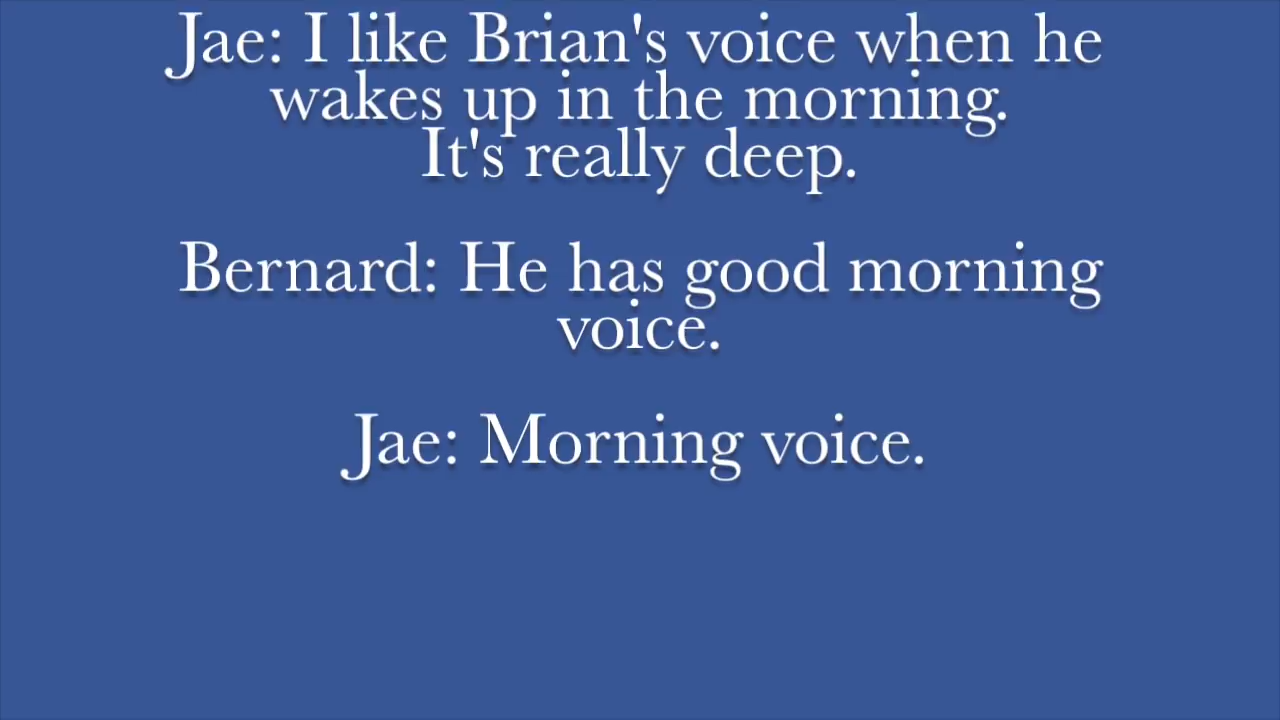 Jae: I like Brian's voice when he
wakes up in the morning.
It's really deep.
Bernard: He has good morning
voice.
Jae: Morning voice.